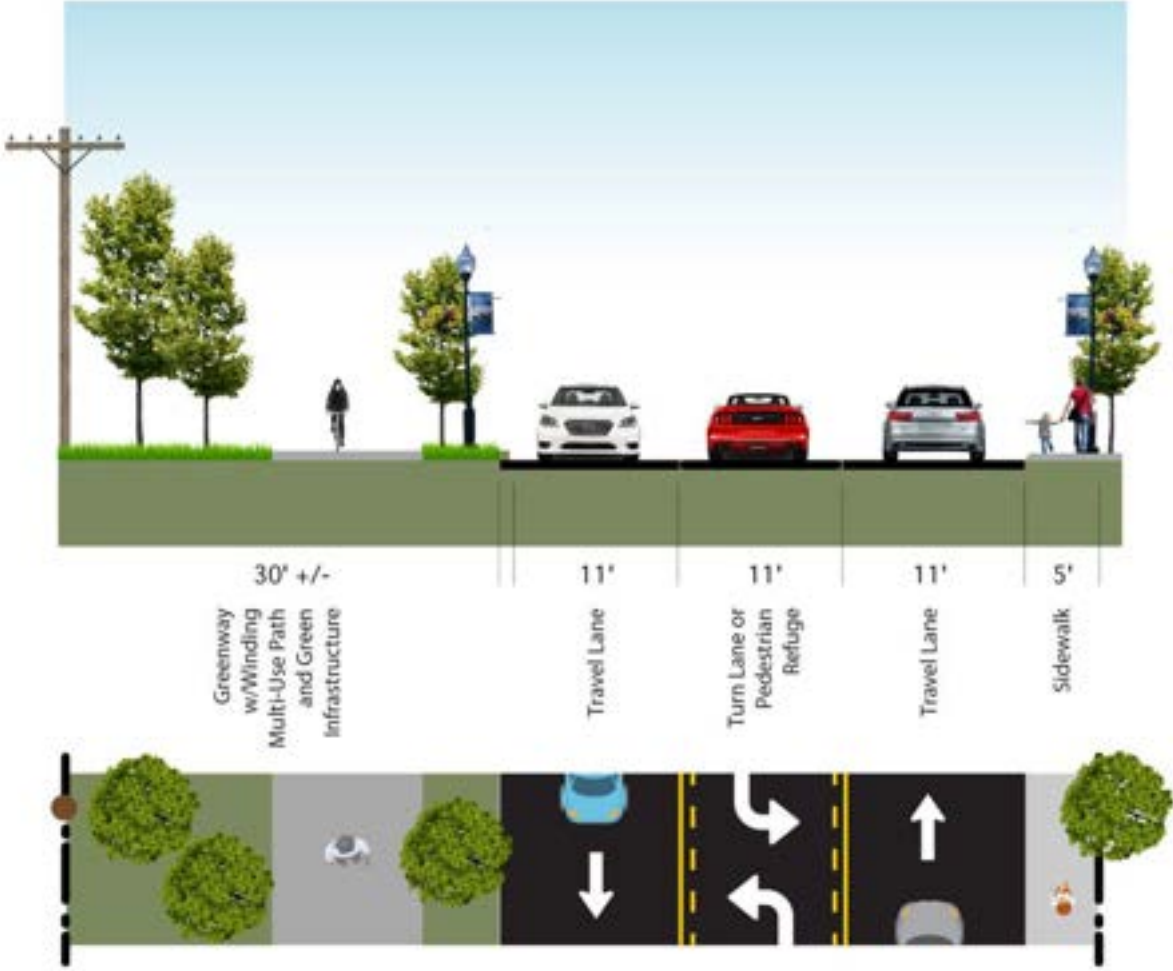 30' +/-
11'
11'
11'
5'
Greenway
w/Winding
Multi-Use Path
and Green
Infrastructure
Travel Lane
Turn Lane or
Pedestrian
Refuge
Travel Lane
Sidewalk